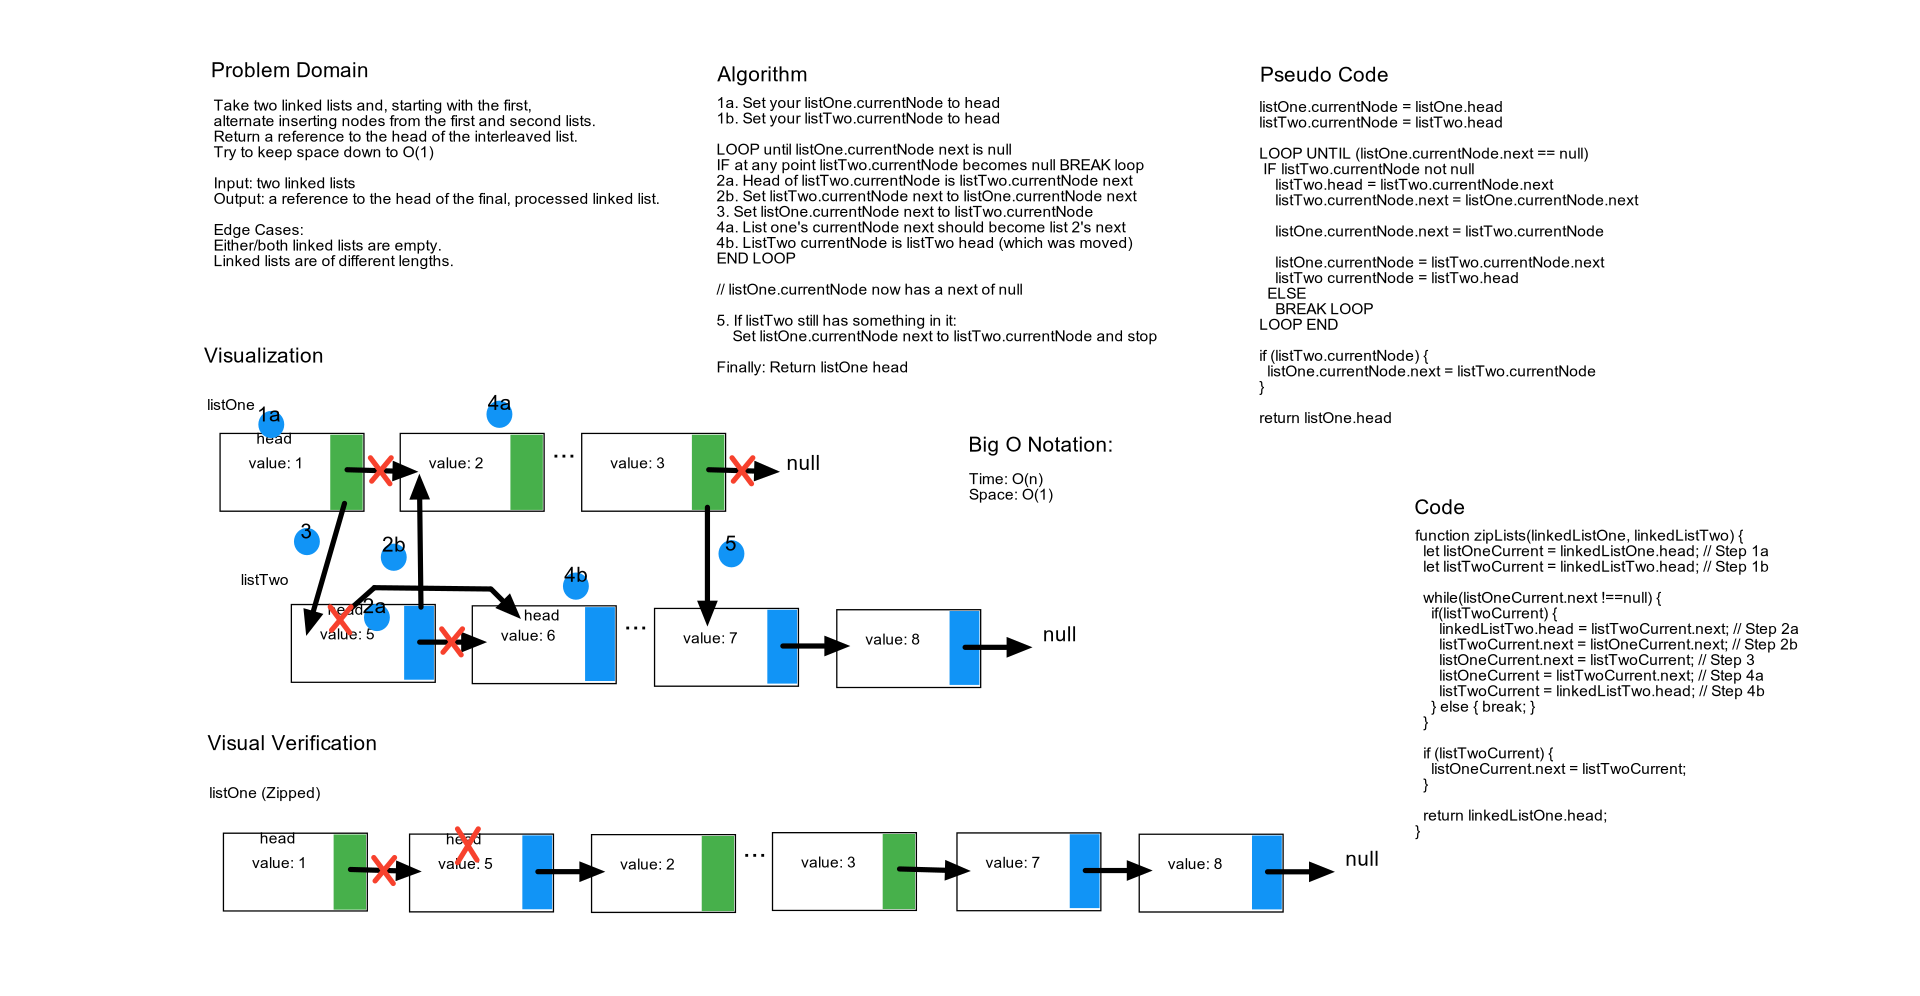 Problem Domain
Take two linked lists and, starting with the first,
alternate inserting nodes from the first and second lists.
Return a reference to the head of the interleaved list.
Try to keep space down to O(1)
Input: two linked lists
Output: a reference to the head of the final, processed linked list.
Edge Cases:
Either/both linked lists are empty.
Linked lists are of different lengths.
Algorithm
1a. Set your listOne.currentNode to head
1b. Set your listTwo.currentNode to head
LOOP until listOne.currentNode next is null
IF at any point listTwo.currentNode becomes null BREAK loop
2a. Head of listTwo.currentNode is listTwo.currentNode next
2b. Set listTwo.currentNode next to listOne.currentNode next
3. Set listOne.currentNode next to listTwo.currentNode
4a. List one's currentNode next should become list 2's next
4b. ListTwo currentNode is listTwo head (which was moved)
END LOOP
// listOne.currentNode now has a next of null
5. If listTwo still has something in it:
Set listOne.currentNode next to listTwo.currentNode and stop
Finally: Return listOne head
Pseudo Code
listOne.currentNode = listOne.head
listTwo.currentNode = listTwo.head
LOOP UNTIL (listOne.currentNode.next == null)
IF listTwo.currentNode not null
listTwo.head = listTwo.currentNode.next
listTwo.currentNode.next = listOne.currentNode.next
listOne.currentNode.next = listTwo.currentNode
listOne.currentNode = listTwo.currentNode.next
listTwo currentNode = listTwo.head
ELSE
BREAK LOOP
LOOP END
if (listTwo.currentNode) {
listOne.currentNode.next = listTwo.currentNode
}
return listOne.head
Visualization
listOne
1a
4a
head
value: 1
value: 2
...
value: 3
null
3
2b
5
listTwo
4b
head
2a
value: 5
head
value: 6
...
value: 7
value: 8
null
Big O Notation:
Time: O(n)
Space: O(1)
Code
function zipLists(linkedListOne, linkedListTwo) {
let listOneCurrent = linkedListOne.head; // Step 1a
let listTwoCurrent = linkedListTwo.head; // Step 1b
while(listOneCurrent.next !==null) {
if(listTwoCurrent) {
linkedListTwo.head = listTwoCurrent.next; // Step 2a
listTwoCurrent.next = listOneCurrent.next; // Step 2b
listOneCurrent.next = listTwoCurrent; // Step 3
listOneCurrent = listTwoCurrent.next; // Step 4a
listTwoCurrent = linkedListTwo.head; // Step 4b
} else { break; }
}
if (listTwoCurrent) {
listOneCurrent.next = listTwoCurrent;
}
return linkedListOne.head;
}
Visual Verification
listOne (Zipped)
head
value: 1
head
value: 5
value: 2
...
value: 3
value: 7
value: 8
null